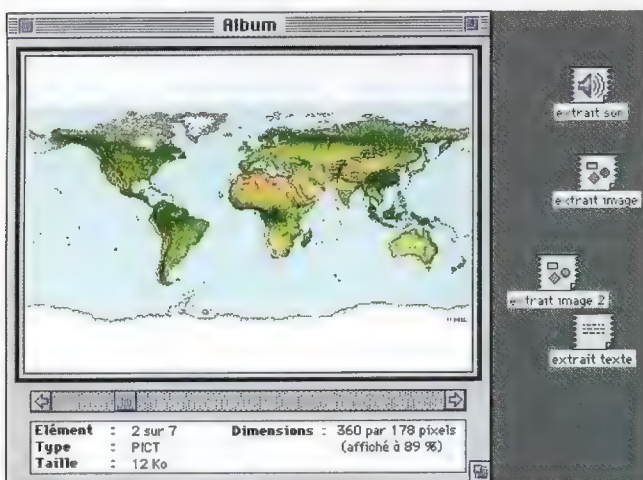 Album
extrait son
extrait image
extrait image 2
extrait texte
Elément : 2 sur 7 Dimensions : 360 par 178 pixels
Type : PICT (affiché à 89 %)
Taille : 12 Ko